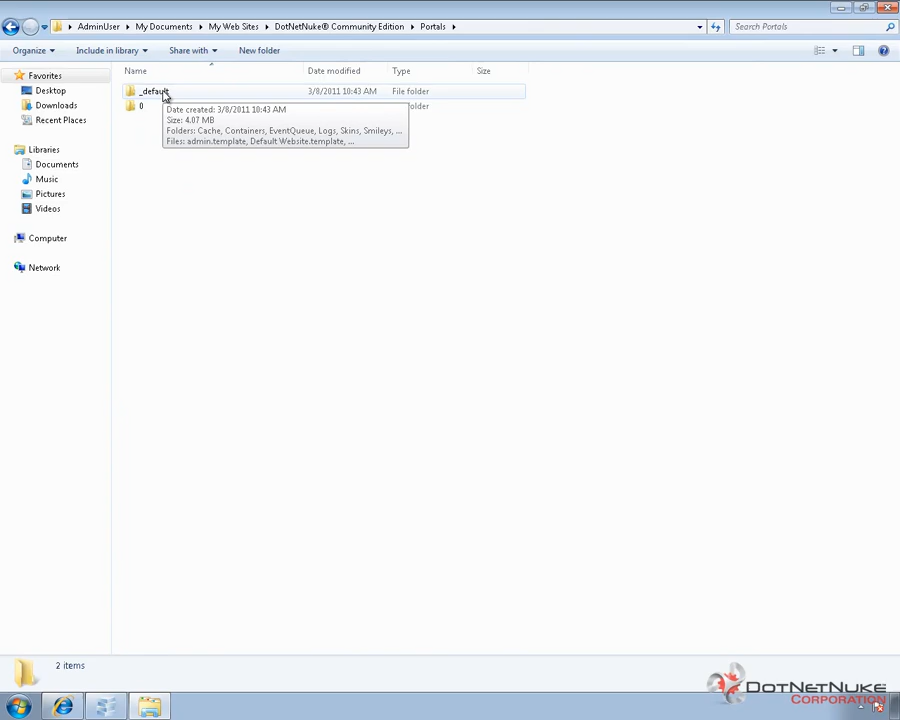 AdminUser ▸ My Documents ▸ My Web Sites ▸ DotNetNuke® Community Edition ▸ Portals ▸
Search Portals
Organize ▾ Include in library ▾ Share with ▾ New folder
Name Date modified Type Size
Favorites
Desktop
Downloads
Recent Places
Libraries
Documents
Music
Pictures
Videos
Computer
Network
_default 3/8/2011 10:43 AM File folder
0 older
Date created: 3/8/2011 10:43 AM
Size: 4.07 MB
Folders: Cache, Containers, EventQueue, Logs, Skins, Smileys, ...
Files: admin.template, Default Website.template, ...
2 items
DotNetNuke
CORPORATION